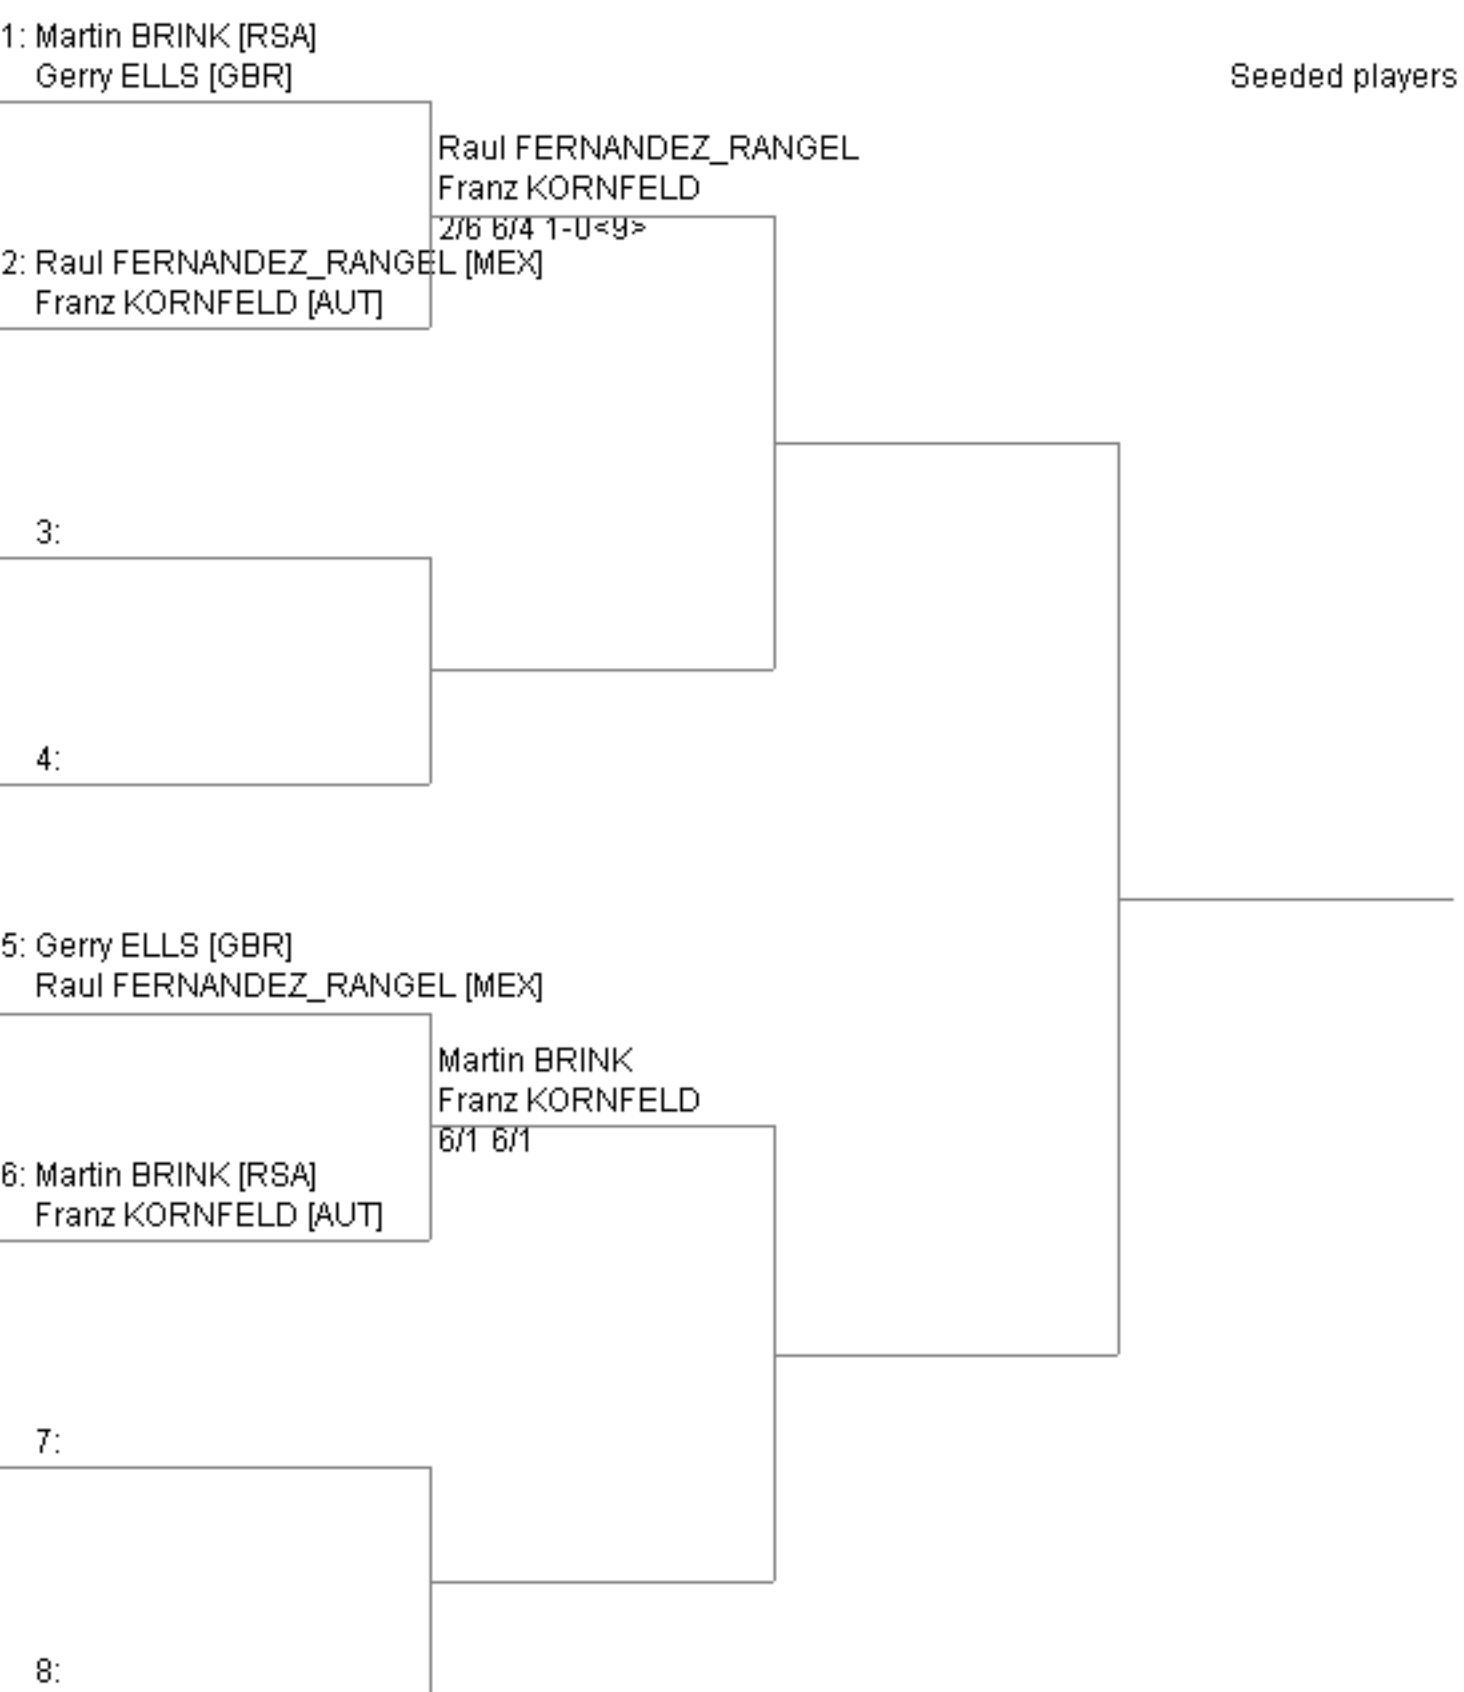 1: Martin BRINK [RSA]
Gerry ELLS [GBR]
Seeded players
Raul FERNANDEZ_RANGEL
Franz KORNFELD
2/6 6/4 1-0<9>
2: Raul FERNANDEZ_RANGEL [MEX]
Franz KORNFELD [AUT]
3:
4:
5: Gerry ELLS [GBR]
Raul FERNANDEZ_RANGEL [MEX]
Martin BRINK
Franz KORNFELD
6/1 6/1
6: Martin BRINK [RSA]
Franz KORNFELD [AUT]
7:
8: